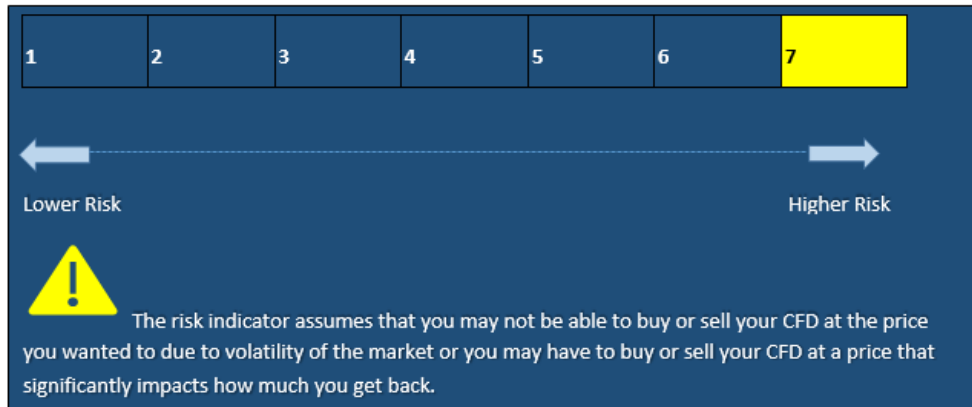 1 2 3 4 5 6 7
Lower Risk Higher Risk
The risk indicator assumes that you may not be able to buy or sell your CFD at the price
you wanted to due to volatility of the market or you may have to buy or sell your CFD at a price that
significantly impacts how much you get back.